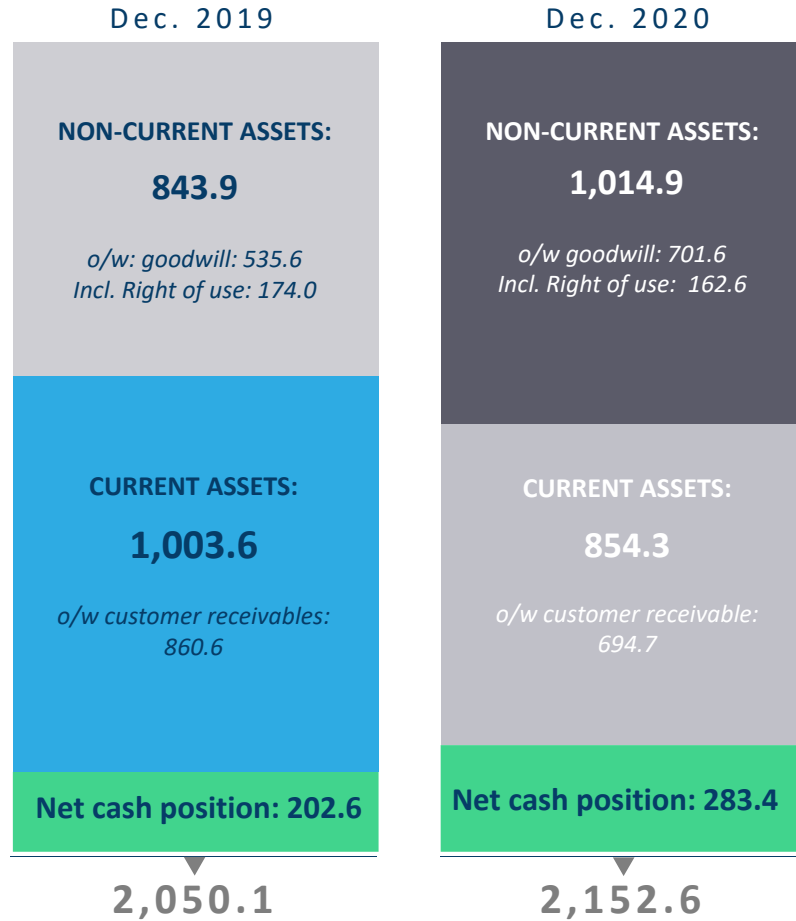 Dec. 2019
NON-CURRENT ASSETS:
843.9
o/w: goodwill: 535.6
Incl. Right of use: 174.0
CURRENT ASSETS:
1,003.6
o/w customer receivables:
860.6
Net cash position: 202.6
2,050.1
Dec. 2020
NON-CURRENT ASSETS:
1,014.9
o/w goodwill: 701.6
Incl. Right of use:  162.6
CURRENT ASSETS:
854.3
o/w customer receivable:
694.7
Net cash position: 283.4
2,152.6